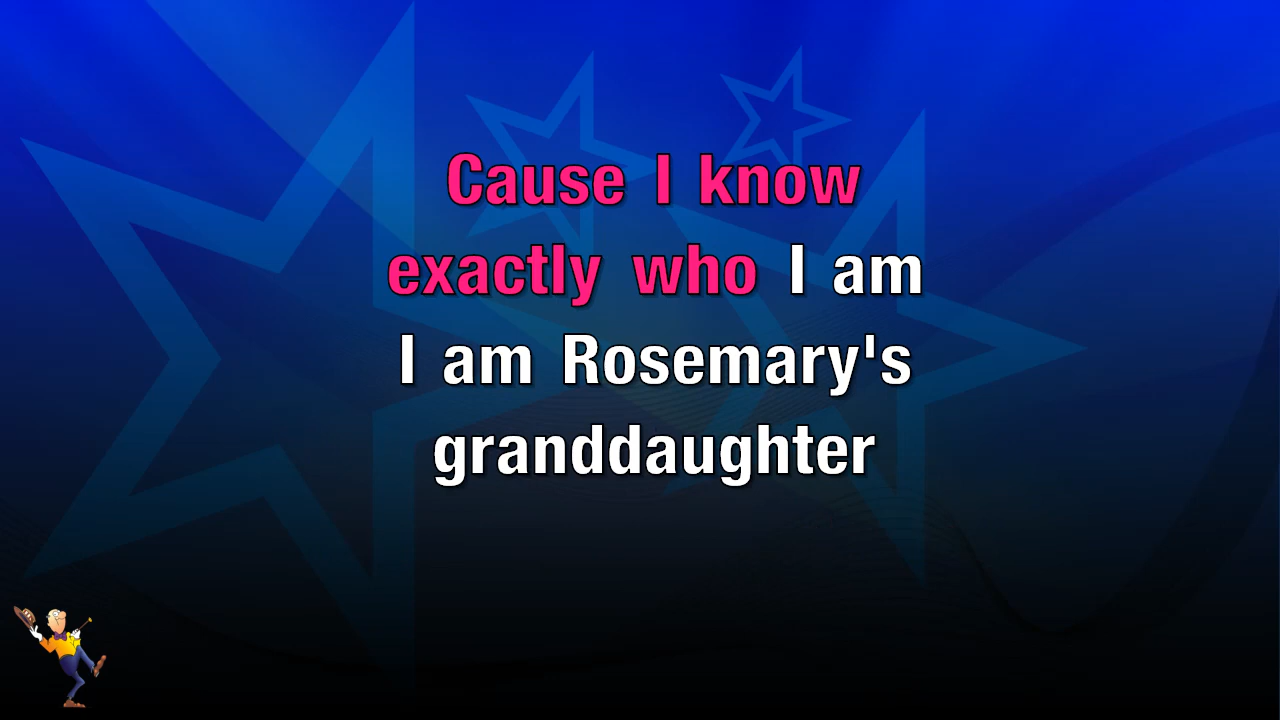 Cause I know
exactly who I am
I am Rosemary's
granddaughter